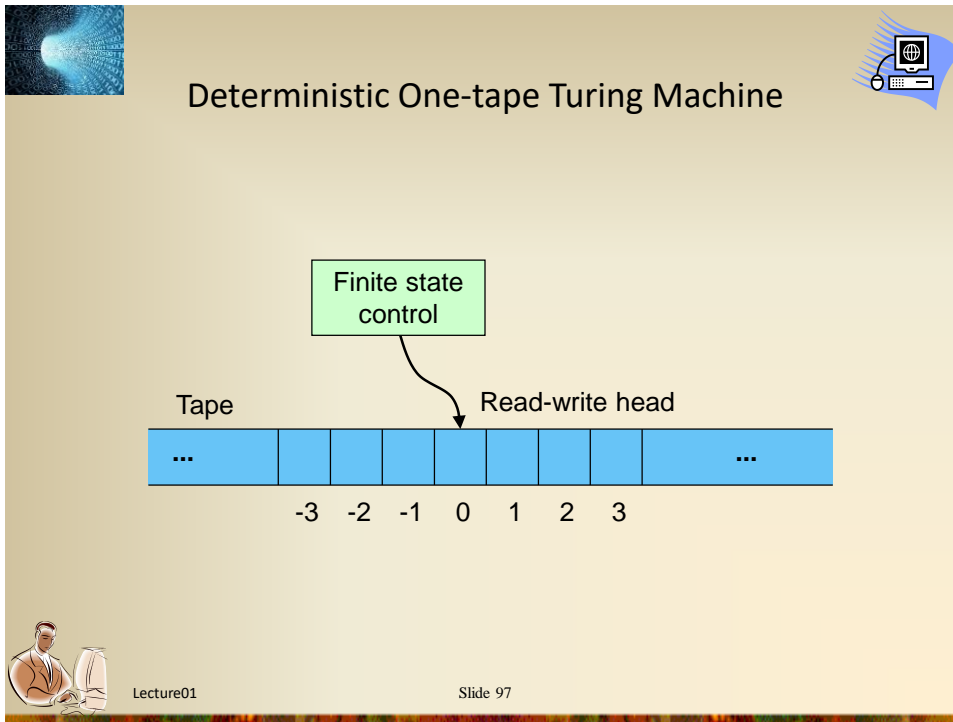 Deterministic One-tape Turing Machine
Finite state
control
Tape
Read-write head
... ...
-3 -2 -1 0 1 2 3
Lecture01
Slide 97